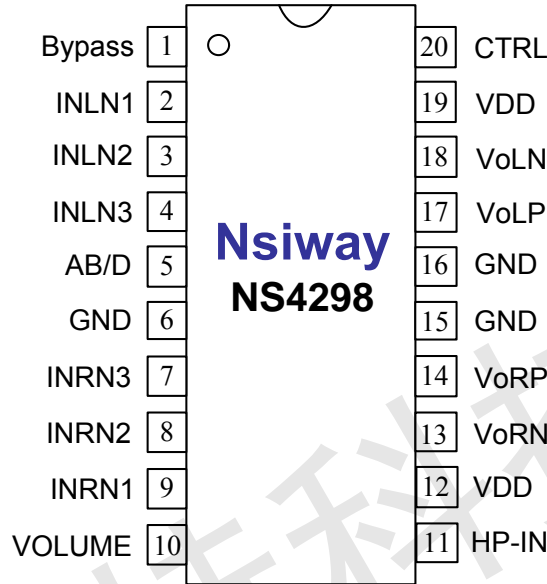 Bypass 1 20 CTRL
INLN1 2 19 VDD
INLN2 3 18 VoLN
INLN3 4 17 VoLP
Nsiway
AB/D 5 16 GND
NS4298
GND 6 15 GND
INRN3 7 14 VoRP
INRN2 8 13 VoRN
INRN1 9 12 VDD
VOLUME 10 11 HP-IN